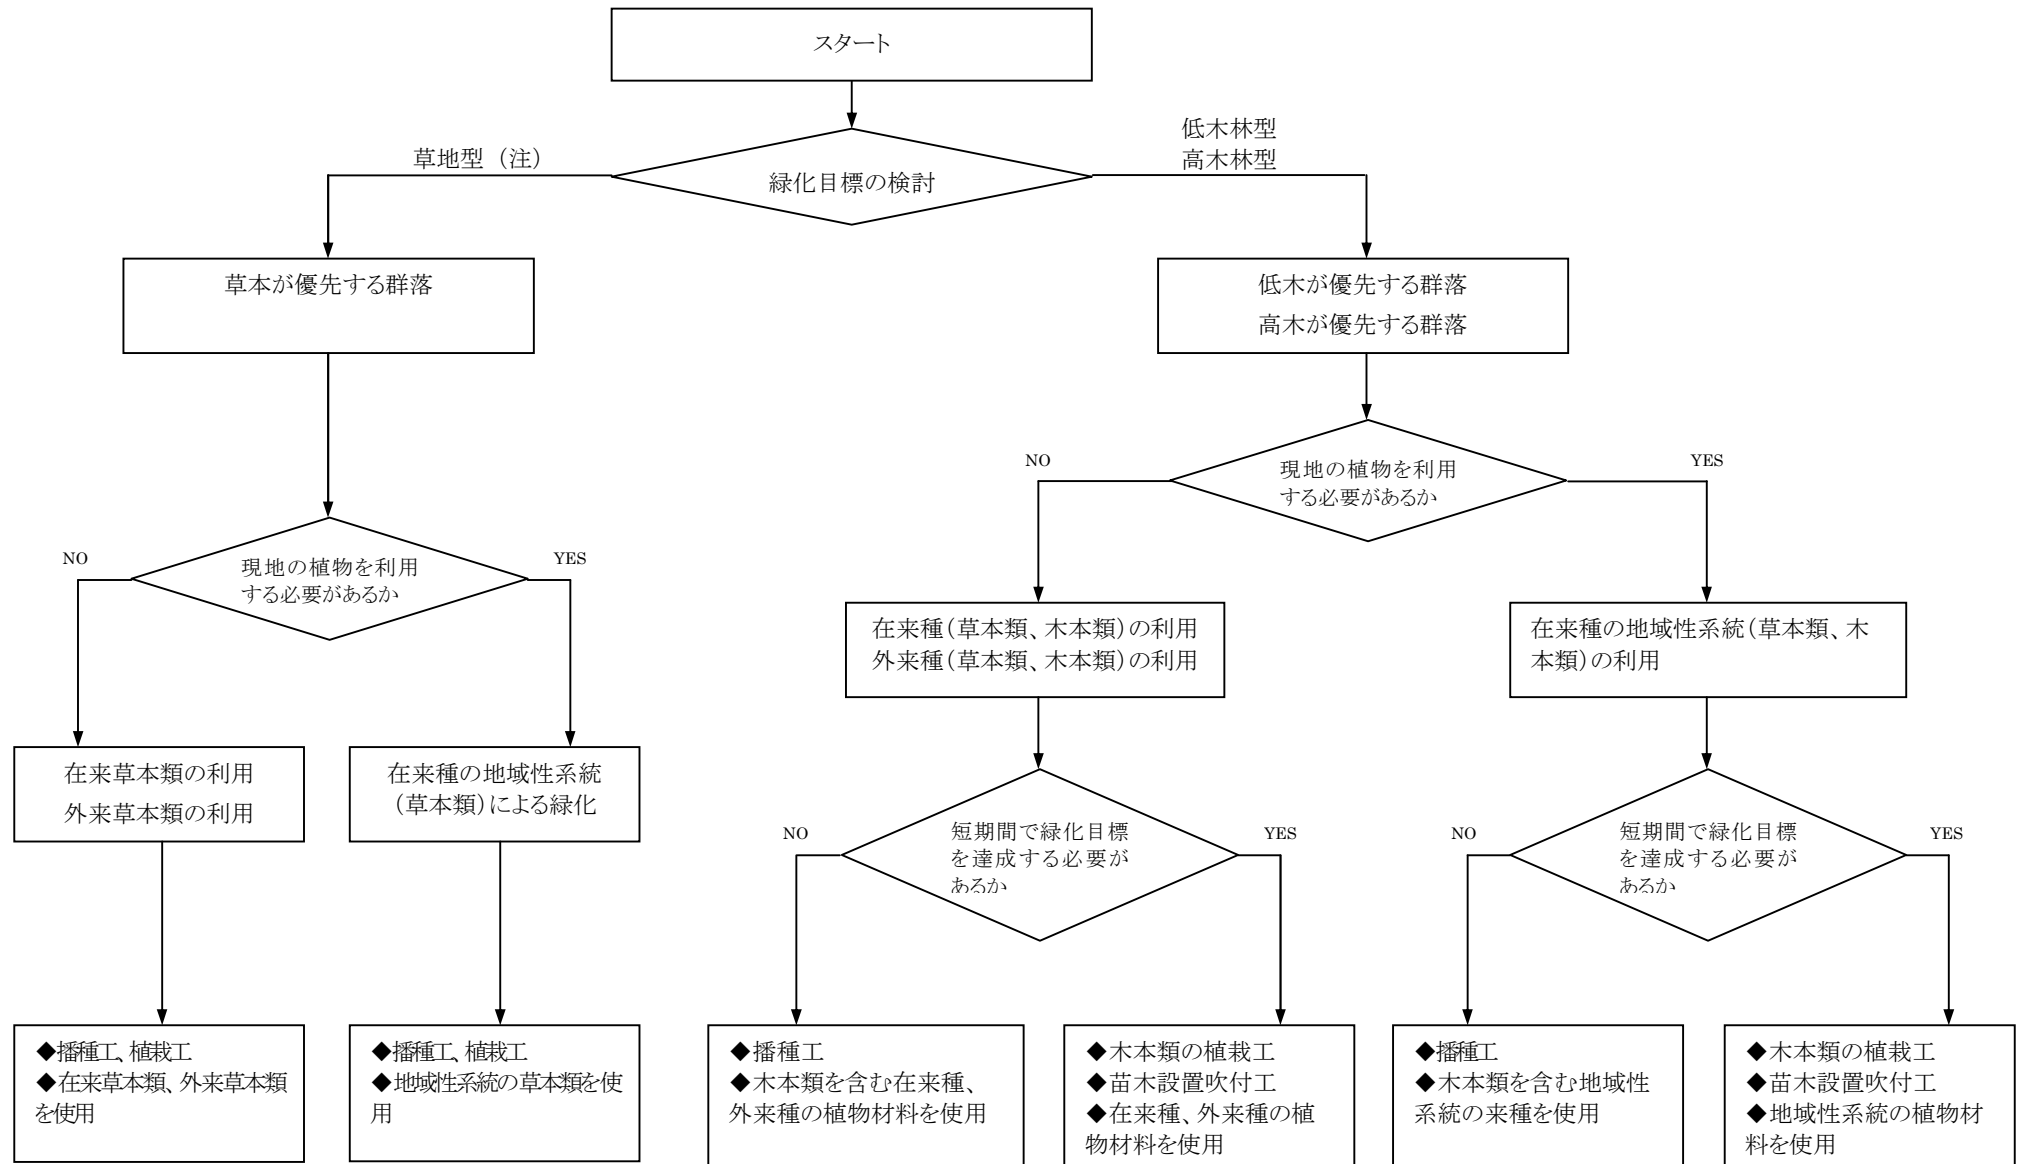 スタート
草地型（注）
低木林型
高木林型
緑化目標の検討
草本が優先する群落
低木が優先する群落
高木が優先する群落
NO
現地の植物を利用
する必要があるか
YES
NO
現地の植物を利用
する必要があるか
YES
在来種（草本類、木本類）の利用
外来種（草本類、木本類）の利用
在来種の地域性系統（草本類、木
本類）の利用
在来草本類の利用
外来草本類の利用
在来種の地域性系統
（草本類）による緑化
NO
短期間で緑化目標
を達成する必要が
あるか
YES
NO
短期間で緑化目標
を達成する必要が
あるか
YES
◆播種工、植栽工
◆在来草本類、外来草本類
を使用
◆播種工、植栽工
◆地域性系統の草本類を使
用
◆播種工
◆木本類を含む在来種、
外来種の植物材料を使用
◆木本類の植栽工
◆苗木設置吹付工
◆在来種、外来種の植
物材料を使用
◆播種工
◆木本類を含む地域性
系統の来種を使用
◆木本類の植栽工
◆苗木設置吹付工
◆地域性系統の植物材
料を使用